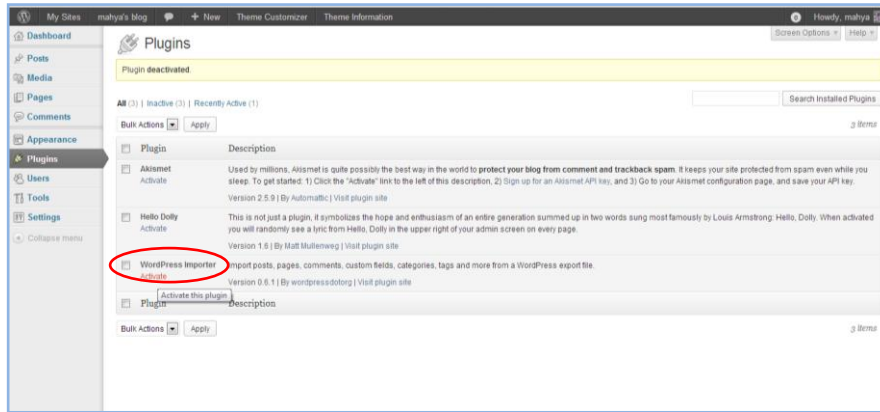 My Sites mahya's blog + New Theme Customizer Theme Information 0 Howdy, mahya
Dashboard
Posts
Media
Pages
Comments
Appearance
Plugins
Users
Tools
Settings
Collapse menu
Screen Options Help
Plugins
Plugin deactivated.
All (3) | Inactive (3) | Recently Active (1)
Search Installed Plugins
Bulk Actions Apply
3 items
Plugin Description
Akismet
Activate
Used by millions, Akismet is quite possibly the best way in the world to protect your blog from comment and trackback spam. It keeps your site protected from spam even while you
sleep. To get started: 1) Click the "Activate" link to the left of this description, 2) Sign up for an Akismet API key, and 3) Go to your Akismet configuration page, and save your API key.
Version 2.5.9 | By Automattic | Visit plugin site
Hello Dolly
Activate
This is not just a plugin, it symbolizes the hope and enthusiasm of an entire generation summed up in two words sung most famously by Louis Armstrong: Hello, Dolly. When activated
you will randomly see a lyric from Hello, Dolly in the upper right of your admin screen on every page.
Version 1.6 | By Matt Mullenweg | Visit plugin site
WordPress Importer
Activate
Import posts, pages, comments, custom fields, categories, tags and more from a WordPress export file.
Version 0.6.1 | By wordpressdotorg | Visit plugin site
Activate this plugin
Plugin Description
Bulk Actions Apply
3 items